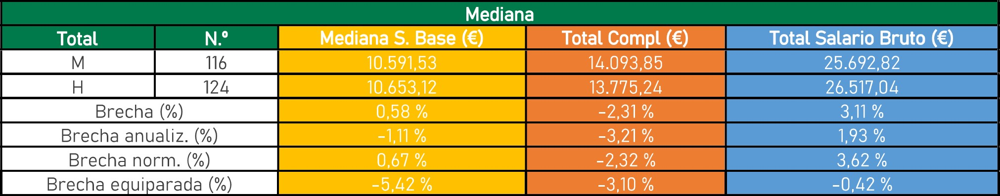 Mediana
Total N.º Mediana S. Base (€) Total Compl (€) Total Salario Bruto (€)
M 116 10.591,53 14.093,85 25.692,82
H 124 10.653,12 13.775,24 26.517,04
Brecha (%) 0,58 % -2,31 % 3,11 %
Brecha anualiz. (%) -1,11 % -3,21 % 1,93 %
Brecha norm. (%) 0,67 % -2,32 % 3,62 %
Brecha equiparada (%) -5,42 % -3,10 % -0,42 %